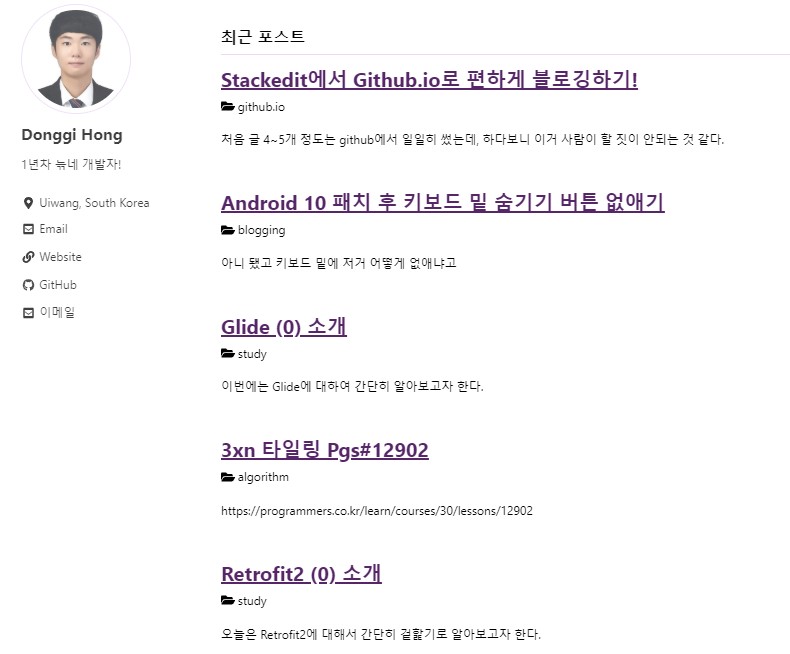 Donggi Hong
1년차 늒네 개발자!
Uiwang, South Korea
Email
Website
GitHub
이메일
최근 포스트
Stackedit에서 Github.io로 편하게 블로깅하기!
github.io
처음 글 4~5개 정도는 github에서 일일히 썼는데, 하다보니 이거 사람이 할 짓이 안되는 것 같다.
Android 10 패치 후 키보드 밑 숨기기 버튼 없애기
blogging
아니 됐고 키보드 밑에 저거 어떻게 없애냐고
Glide (0) 소개
study
이번에는 Glide에 대하여 간단히 알아보고자 한다.
3xn 타일링 Pgs#12902
algorithm
https://programmers.co.kr/learn/courses/30/lessons/12902
Retrofit2 (0) 소개
study
오늘은 Retrofit2에 대해서 간단히 겉핥기로 알아보고자 한다.